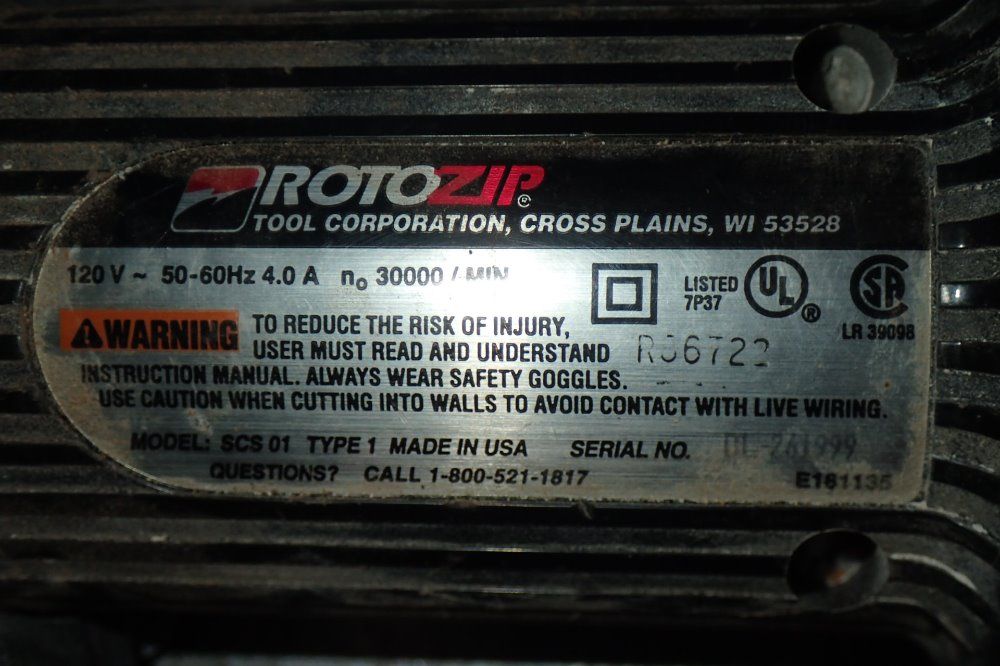 ROTOZIP®
TOOL CORPORATION, CROSS PLAINS, WI 53528
120 V ~ 50-60Hz 4.0 A no 30000 / MIN
LISTED
7P37
UL®
SA
LR 39098
WARNING TO REDUCE THE RISK OF INJURY,
USER MUST READ AND UNDERSTAND
INSTRUCTION MANUAL. ALWAYS WEAR SAFETY GOGGLES.
USE CAUTION WHEN CUTTING INTO WALLS TO AVOID CONTACT WITH LIVE WIRING.
MODEL: SCS 01 TYPE 1 MADE IN USA SERIAL NO.
QUESTIONS? CALL 1-800-521-1817 E161135